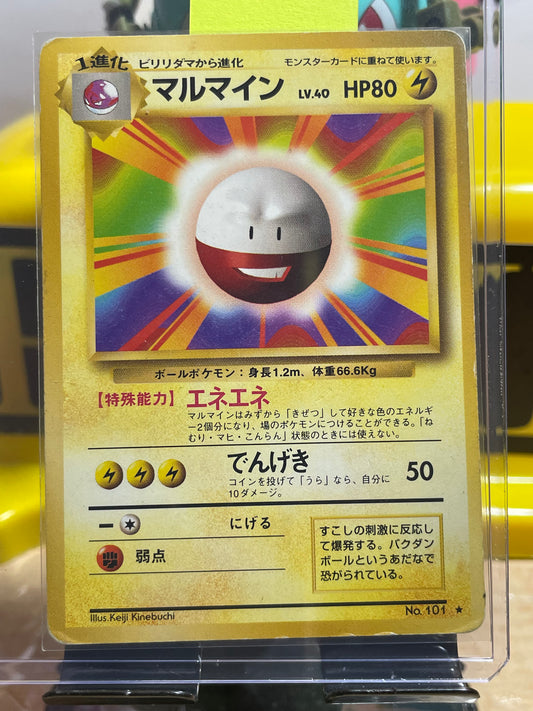 1進化 ビリリダマから進化 モンスターカードに重ねて使います。
マルマイン LV.40 HP80
ボールポケモン：身長1.2m、体重66.6Kg
【特殊能力】エネエネ
マルマインはみずから「きぜつ」して好きな色のエネルギ
ー2個分になり、場のポケモンにつけることができる。「ね
むり・マヒ・こんらん」状態のときには使えない。
でんげき 50
コインを投げて「うら」なら、自分に
10ダメージ。
にげる
弱点
すこしの刺激に反応し
て爆発する。バクダン
ボールというあだなで
恐がられている。
Illus.Keiji Kinebuchi No. 101 ★